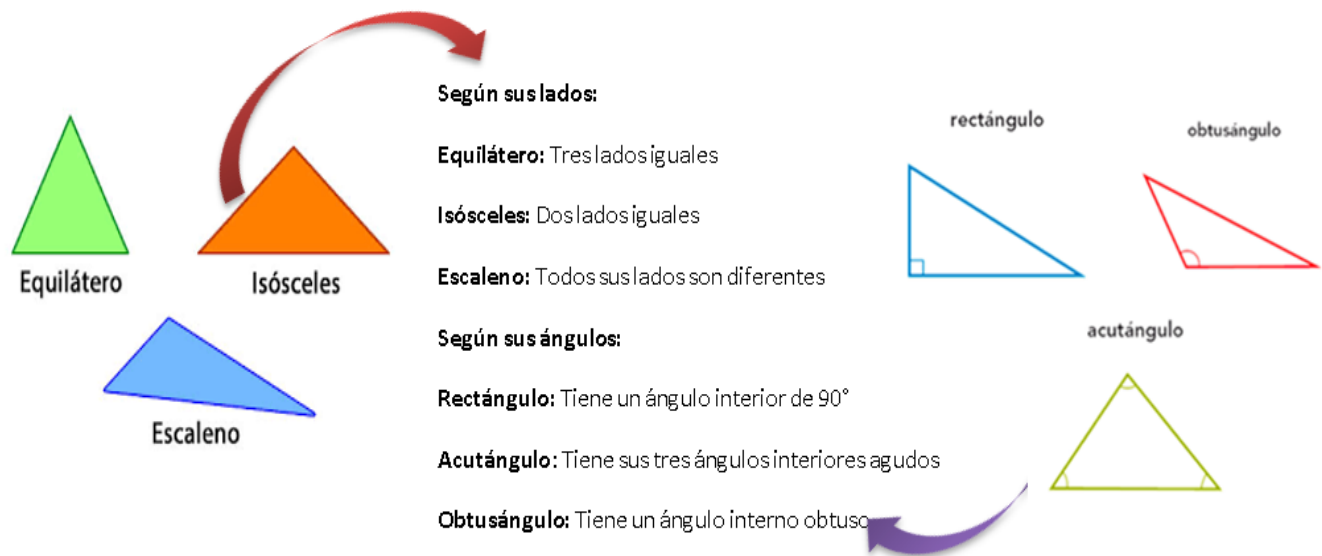 Equilátero
Isósceles
Escaleno
Según sus lados:
Equilátero: Tres lados iguales
Isósceles: Dos lados iguales
Escaleno: Todos sus lados son diferentes
Según sus ángulos:
Rectángulo: Tiene un ángulo interior de 90°
Acutángulo: Tiene sus tres ángulos interiores agudos
Obtusángulo: Tiene un ángulo interno obtuso
rectángulo
obtusángulo
acutángulo